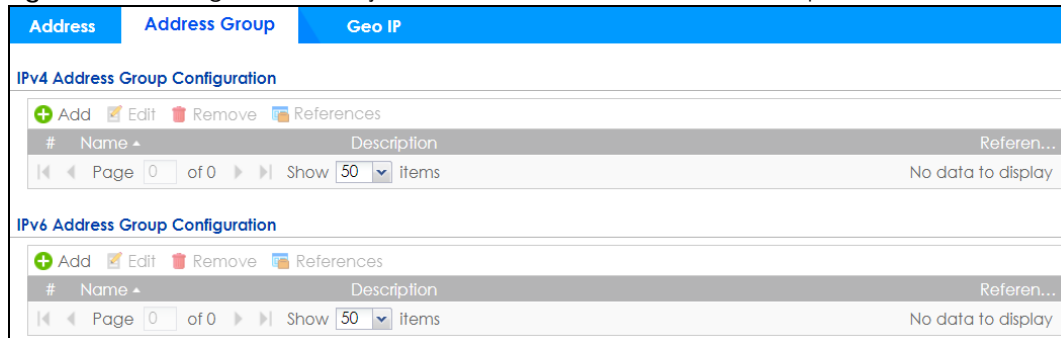 Address Address Group Geo IP
IPv4 Address Group Configuration
Add Edit Remove References
# Name Description Referen...
Page 0 of 0 Show 50 items No data to display
IPv6 Address Group Configuration
Add Edit Remove References
# Name Description Referen...
Page 0 of 0 Show 50 items No data to display